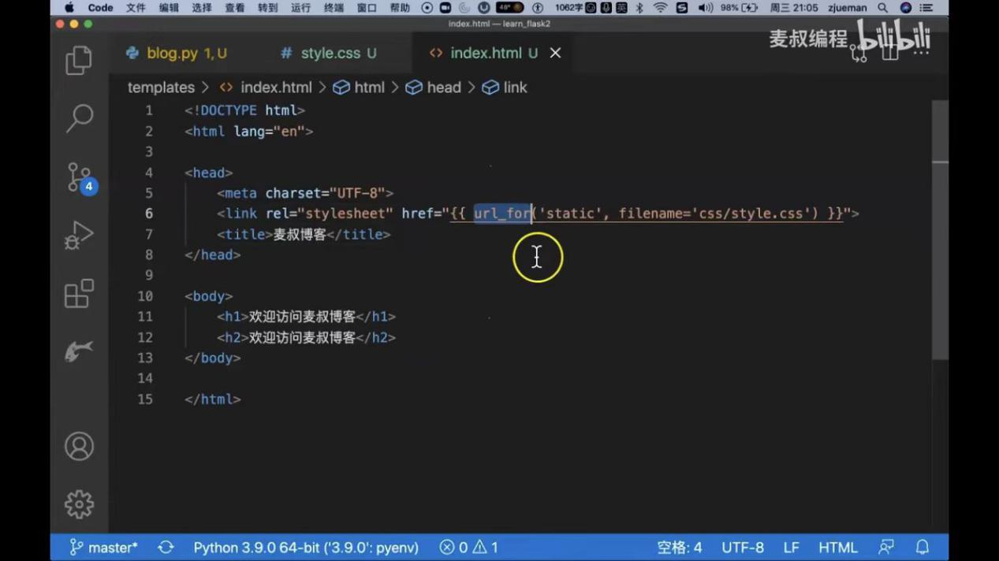 Code 文件 编辑 选择 查看 转到 运行 终端 窗口 帮助 48° 1062字 英 98% 周三 21:05 zjueman
index.html — learn_flask2
麦叔编程 bilibili
blog.py 1, U # style.css U <> index.html U
templates > <> index.html > html > head > link
1 <!DOCTYPE html>
2 <html lang="en">
3
4 <head>
5 <meta charset="UTF-8">
6 <link rel="stylesheet" href="{{ url_for('static', filename='css/style.css') }}">
7 <title>麦叔博客</title>
8 </head>
9
10 <body>
11 <h1>欢迎访问麦叔博客</h1>
12 <h2>欢迎访问麦叔博客</h2>
13 </body>
14
15 </html>
4
master* Python 3.9.0 64-bit ('3.9.0': pyenv) 0 1 空格: 4 UTF-8 LF HTML